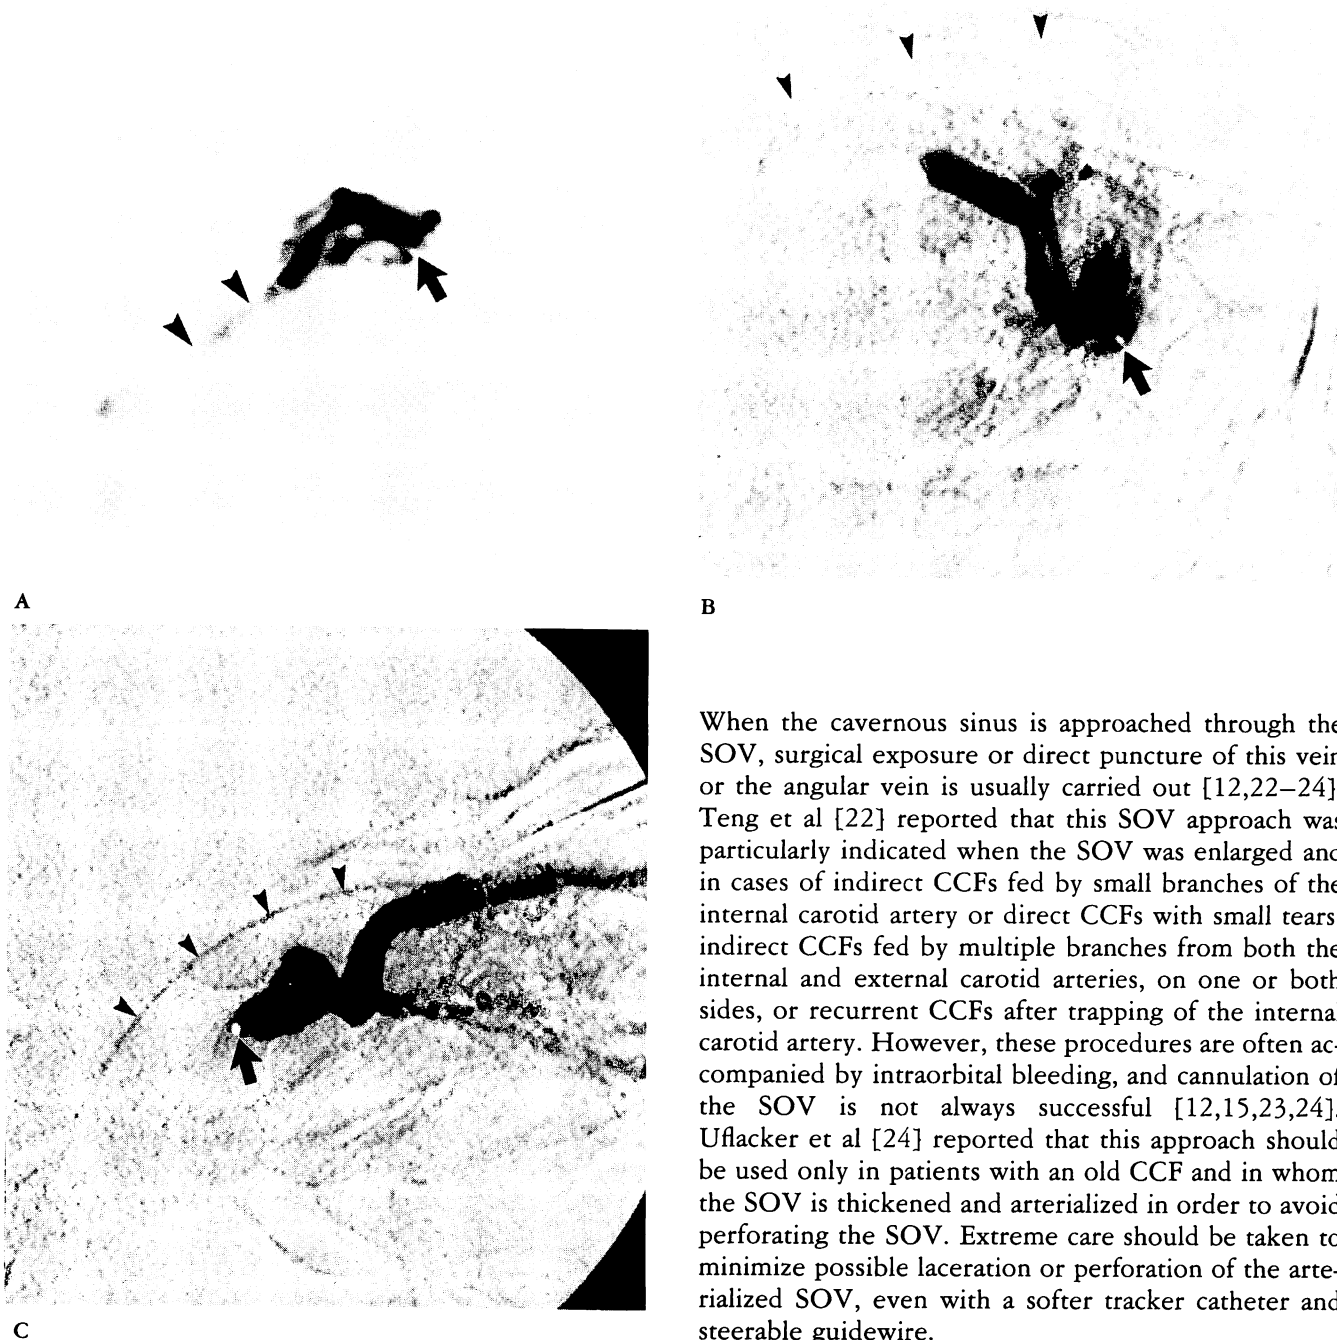 A
B
C
When the cavernous sinus is approached through the
SOV, surgical exposure or direct puncture of this vein
or the angular vein is usually carried out [12,22–24]
Teng et al [22] reported that this SOV approach was
particularly indicated when the SOV was enlarged and
in cases of indirect CCFs fed by small branches of the
internal carotid artery or direct CCFs with small tears
indirect CCFs fed by multiple branches from both the
internal and external carotid arteries, on one or both
sides, or recurrent CCFs after trapping of the interna
carotid artery. However, these procedures are often ac-
companied by intraorbital bleeding, and cannulation of
the SOV is not always successful [12,15,23,24].
Uflacker et al [24] reported that this approach should
be used only in patients with an old CCF and in whom
the SOV is thickened and arterialized in order to avoid
perforating the SOV. Extreme care should be taken to
minimize possible laceration or perforation of the arte-
rialized SOV, even with a softer tracker catheter and
steerable guidewire.